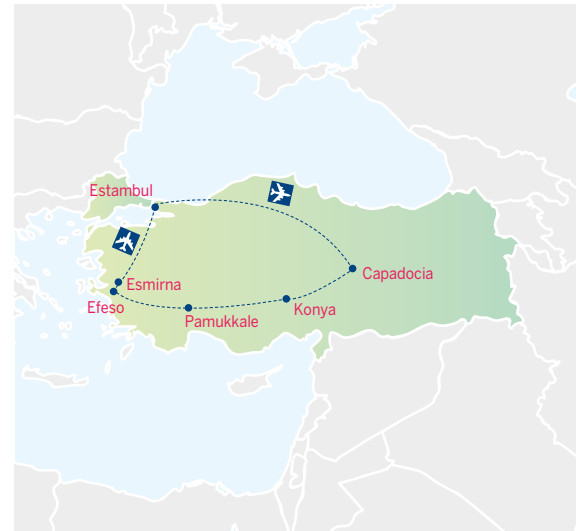 Estambul
Esmirna
Efeso
Pamukkale
Konya
Capadocia